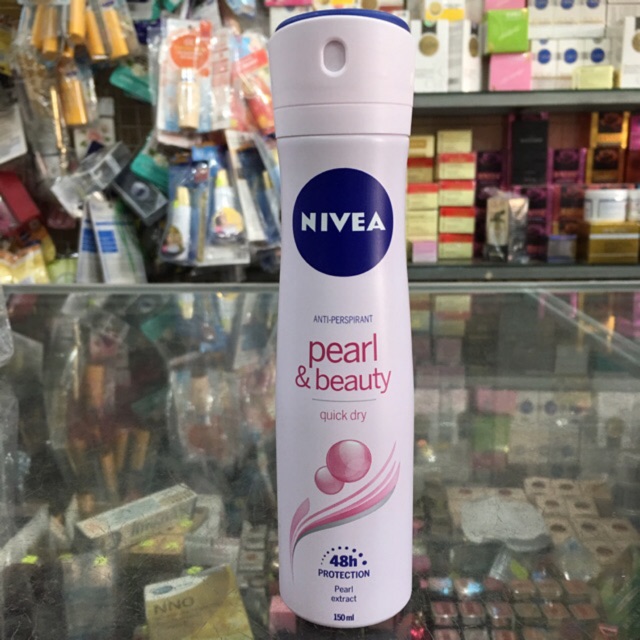 NIVEA
ANTI-PERSPIRANT
pearl
& beauty
quick dry
48h
PROTECTION
Pearl
extract
150 ml